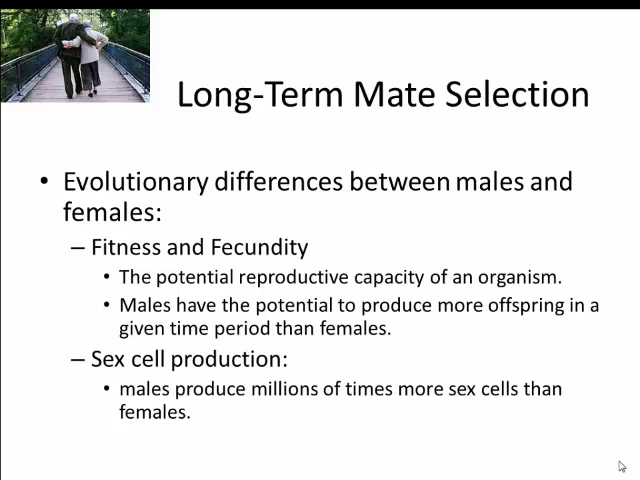 Long-Term Mate Selection
• Evolutionary differences between males and
females:
– Fitness and Fecundity
• The potential reproductive capacity of an organism.
• Males have the potential to produce more offspring in a
given time period than females.
– Sex cell production:
• males produce millions of times more sex cells than
females.